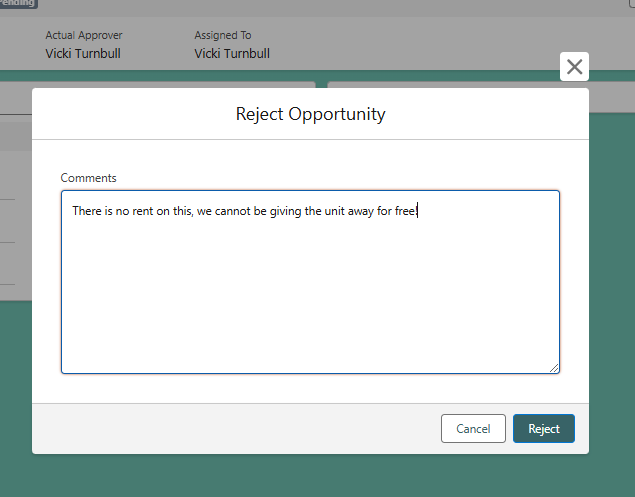 Pending
Actual Approver
Assigned To
Vicki Turnbull
Vicki Turnbull
Reject Opportunity
Comments
There is no rent on this, we cannot be giving the unit away for free!
Cancel
Reject